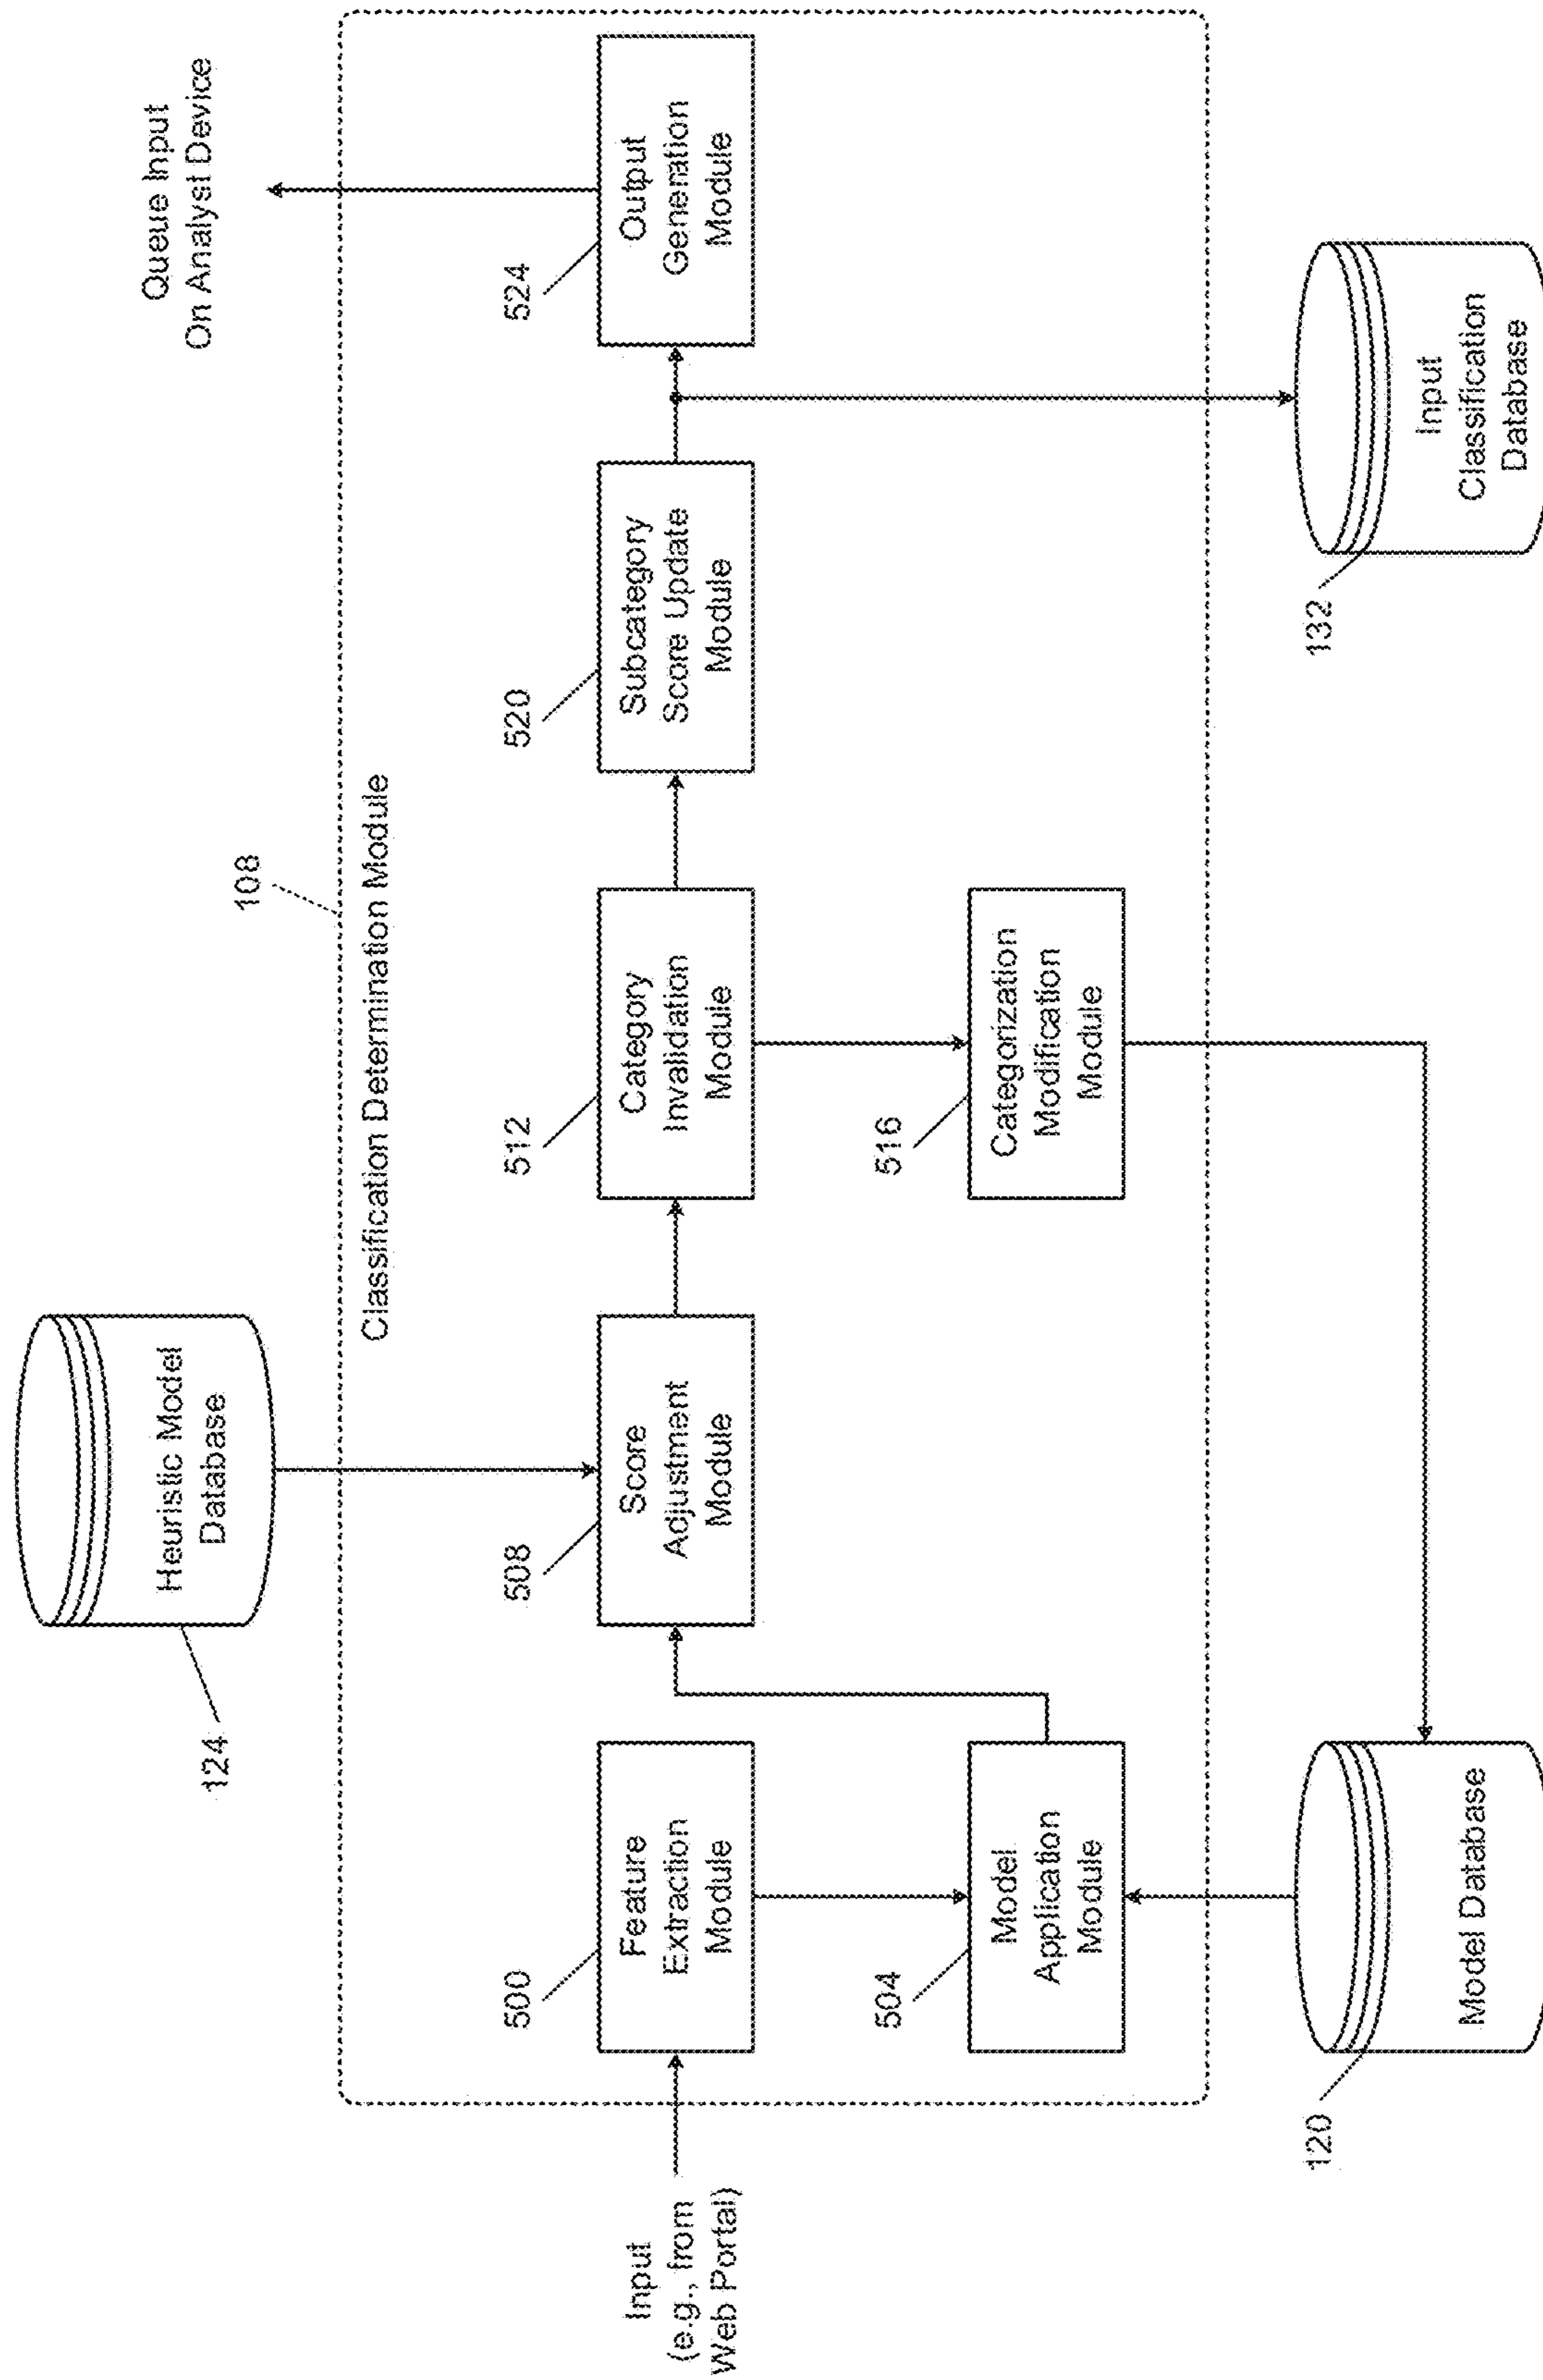 124
Heuristic Model
Database
Queue Input
On Analyst Device
108
Classification Determination Module
500
Feature
Extraction
Module
508
Score
Adjustment
Module
512
Category
Invalidation
Module
520
Subcategory
Score Update
Module
524
Output
Generation
Module
Input
(e.g., from
Web Portal)
504
Model
Application
Module
516
Categorization
Modification
Module
120
Model Database
132
Input
Classification
Database